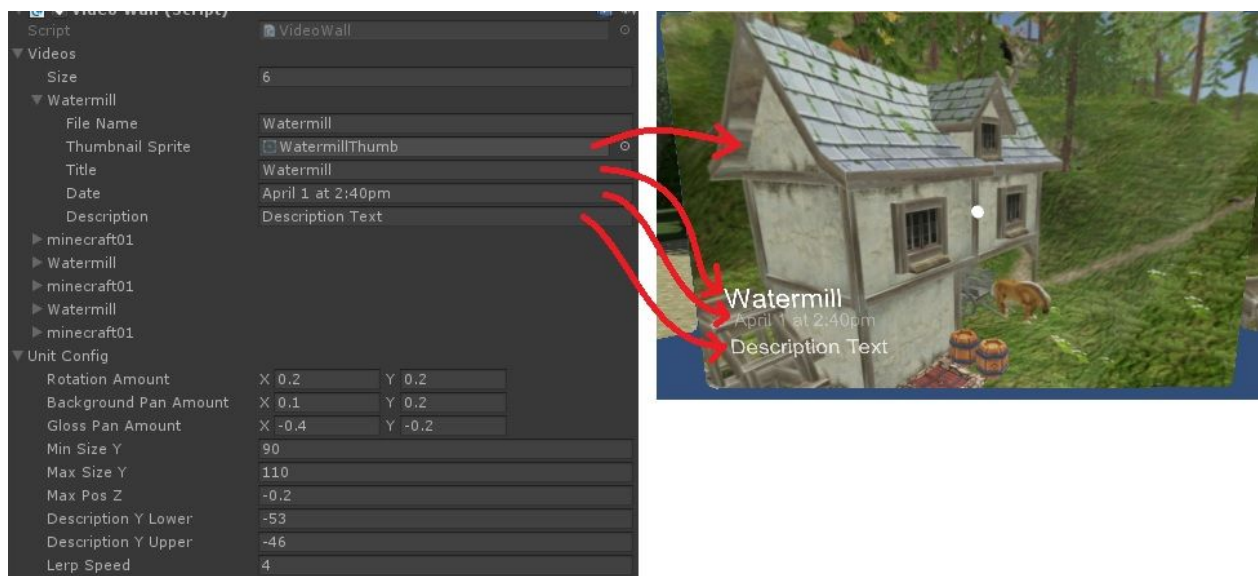 Video Wall (Script)
Script VideoWall
Videos
Size 6
Watermill
File Name Watermill
Thumbnail Sprite WatermillThumb
Title Watermill
Date April 1 at 2:40pm
Description Description Text
minecraft01
Watermill
minecraft01
Watermill
minecraft01
Unit Config
Rotation Amount X 0.2 Y 0.2
Background Pan Amount X 0.1 Y 0.2
Gloss Pan Amount X -0.4 Y -0.2
Min Size Y 90
Max Size Y 110
Max Pos Z -0.2
Description Y Lower -53
Description Y Upper -46
Lerp Speed 4
Watermill
April 1 at 2:40pm
Description Text